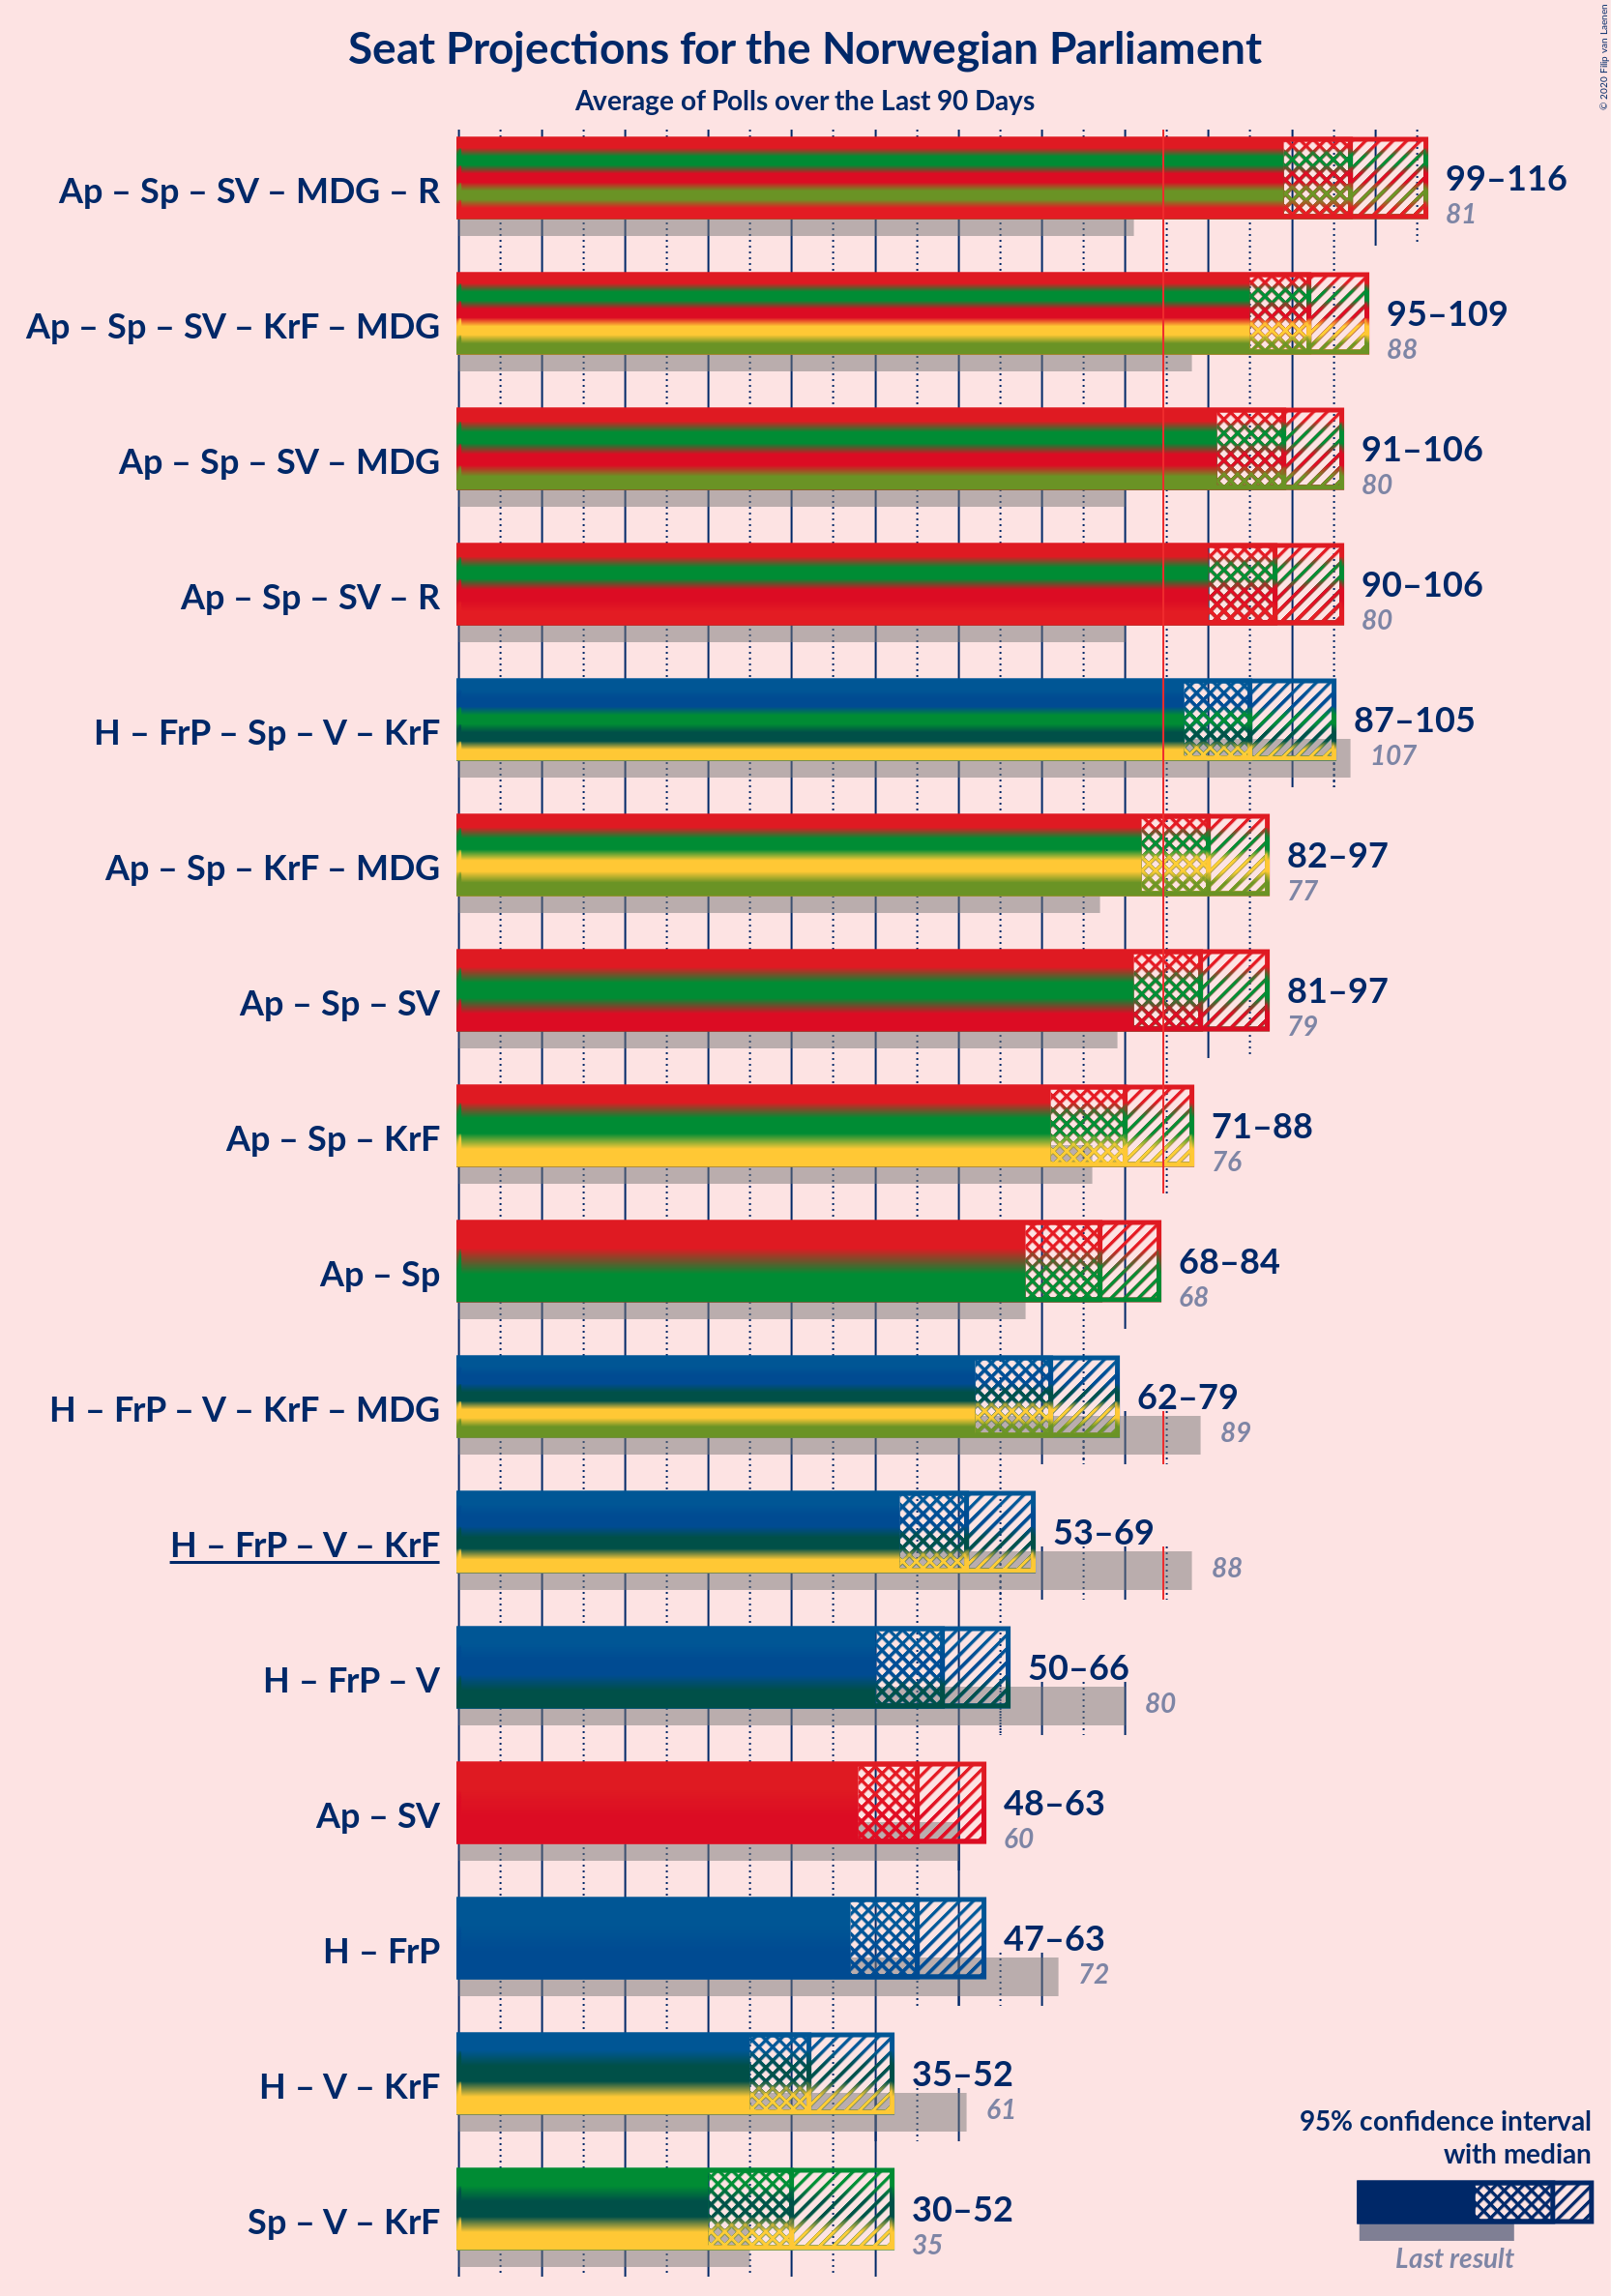 © 2020 Filip van Laenen
Seat Projections for the Norwegian Parliament
Average of Polls over the Last 90 Days
Ap – Sp – SV – MDG – R
99–116
81
Ap – Sp – SV – KrF – MDG
95–109
88
Ap – Sp – SV – MDG
91–106
80
Ap – Sp – SV – R
90–106
80
H – FrP – Sp – V – KrF
87–105
107
Ap – Sp – KrF – MDG
82–97
77
Ap – Sp – SV
81–97
79
Ap – Sp – KrF
71–88
76
Ap – Sp
68–84
68
H – FrP – V – KrF – MDG
62–79
89
H – FrP – V – KrF
53–69
88
H – FrP – V
50–66
80
Ap – SV
48–63
60
H – FrP
47–63
72
H – V – KrF
35–52
61
Sp – V – KrF
30–52
35
95% confidence interval
with median
Last result